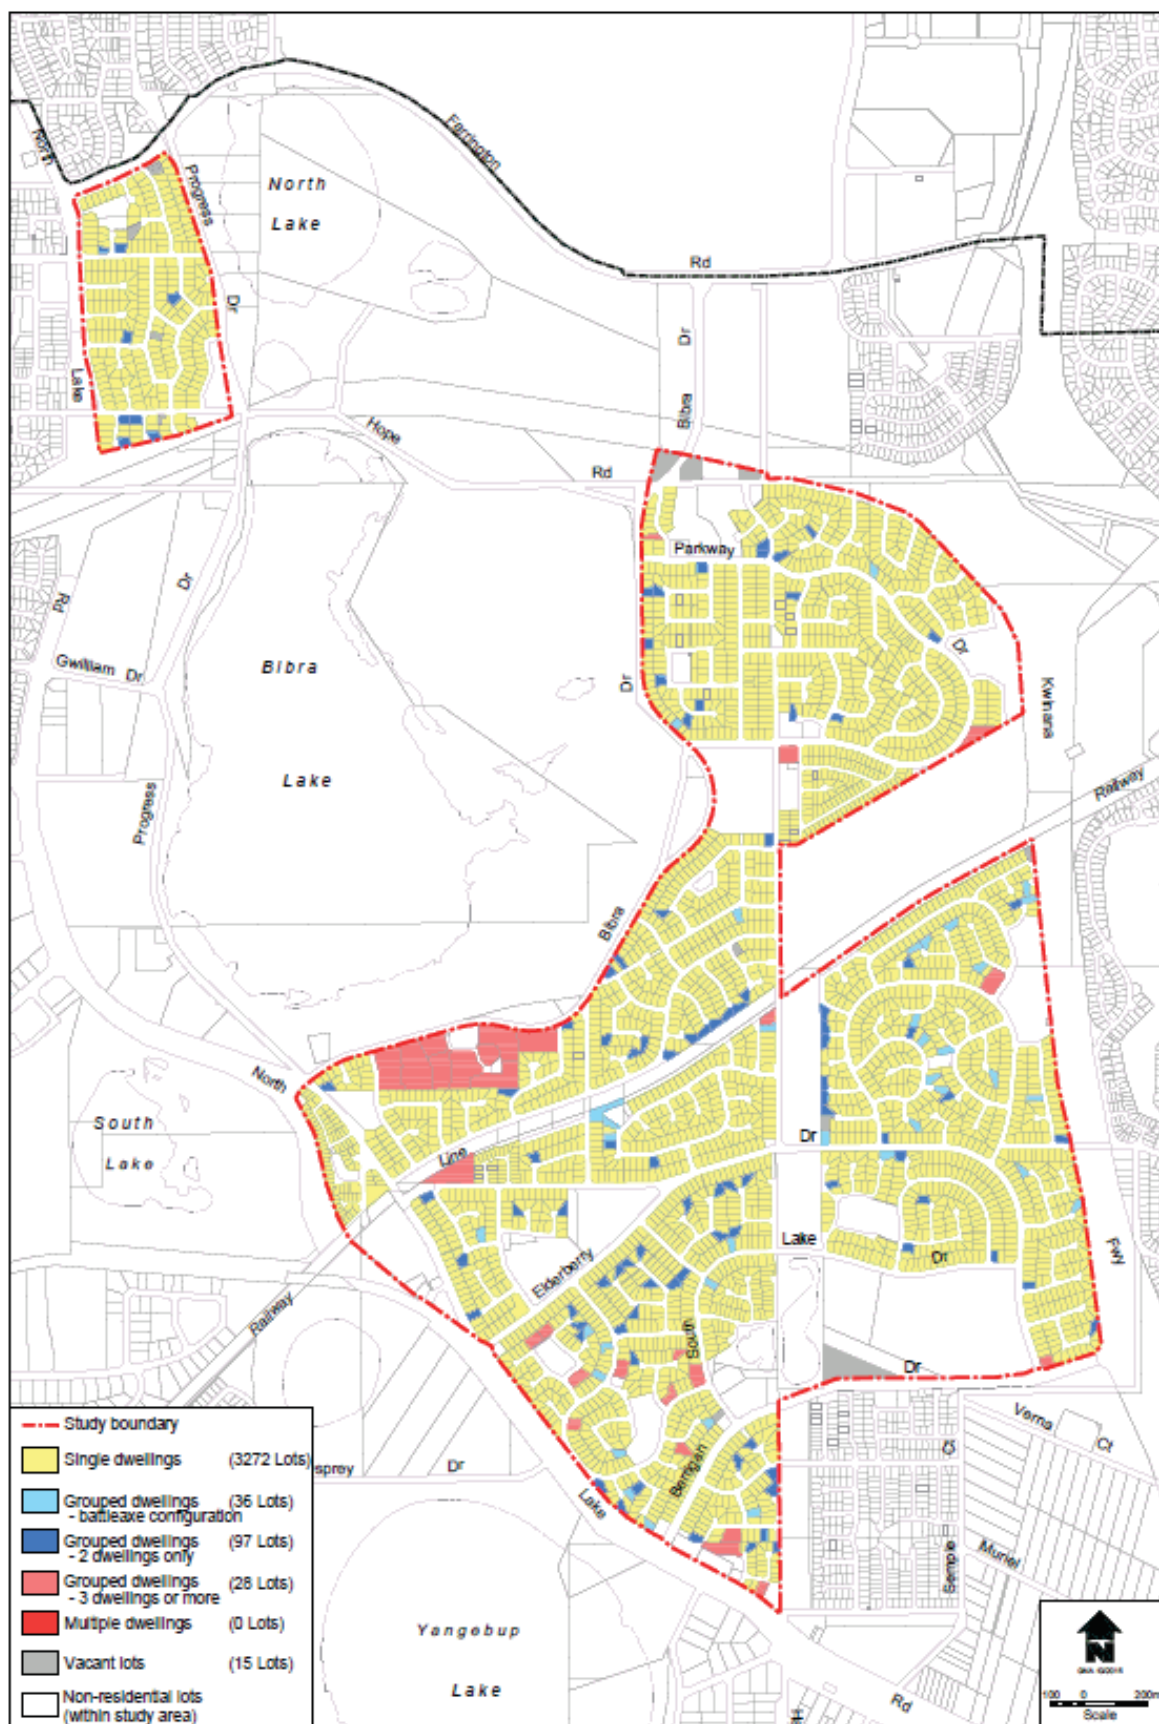 North
Farrington
Progress
North
Lake
Rd
Dr
Dr
Lake
Bibra
Hope
Rd
Parkway
Dr
Rd
Dr
Gwilliam Dr
Bibra
Dr
Kwinana
Lake
Progress
Railway
Bibra
North
South
Line
Dr
Lake
Lake
Dr
Fwy
Elderberry
Railway
South
Dr
Study boundary
Verna
Ct
Single dwellings (3272 Lots)
Berrigan
Ct
sprey
Dr
Grouped dwellings (36 Lots)
- battleaxe configuration
Lake
Grouped dwellings (97 Lots)
- 2 dwellings only
Semple
Muriel
Grouped dwellings (28 Lots)
- 3 dwellings or more
Multiple dwellings (0 Lots)
Yangebup
Vacant lots (15 Lots)
Lake
Non-residential lots
(within study area)
Rd
N
100 0 200m
Scale